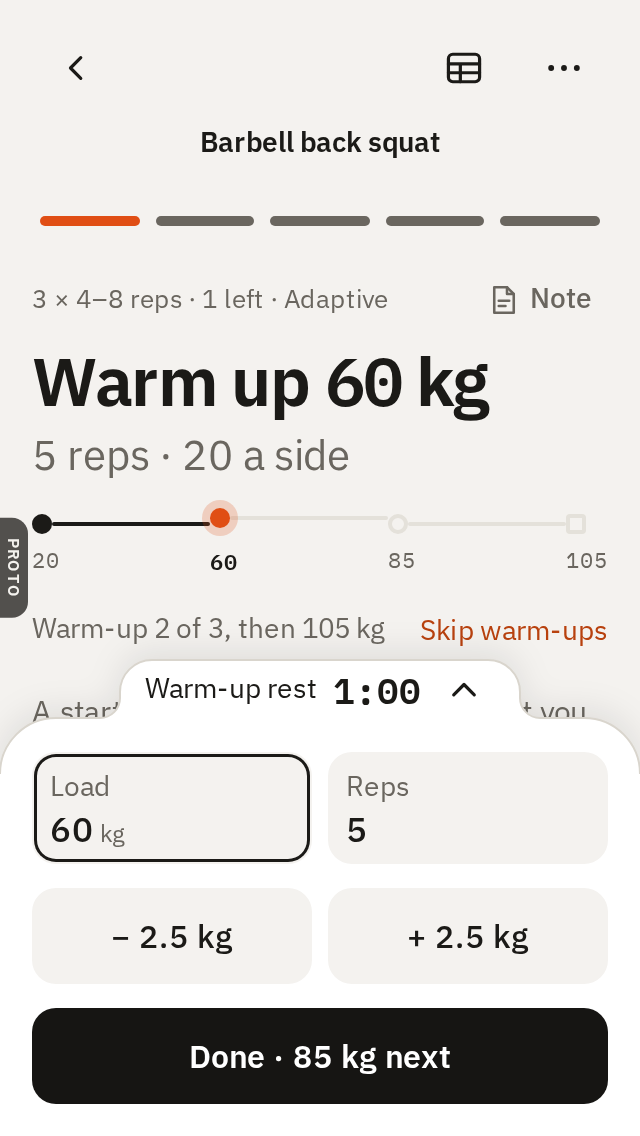 Barbell back squat
3 × 4–8 reps · 1 left · Adaptive
Note
Warm up 60 kg
5 reps · 20 a side
PROTO
20
60
85
105
Warm-up 2 of 3, then 105 kg
Skip warm-ups
Warm-up rest 1:00
A start
t you
Load
60 kg
Reps
5
− 2.5 kg
+ 2.5 kg
Done · 85 kg next